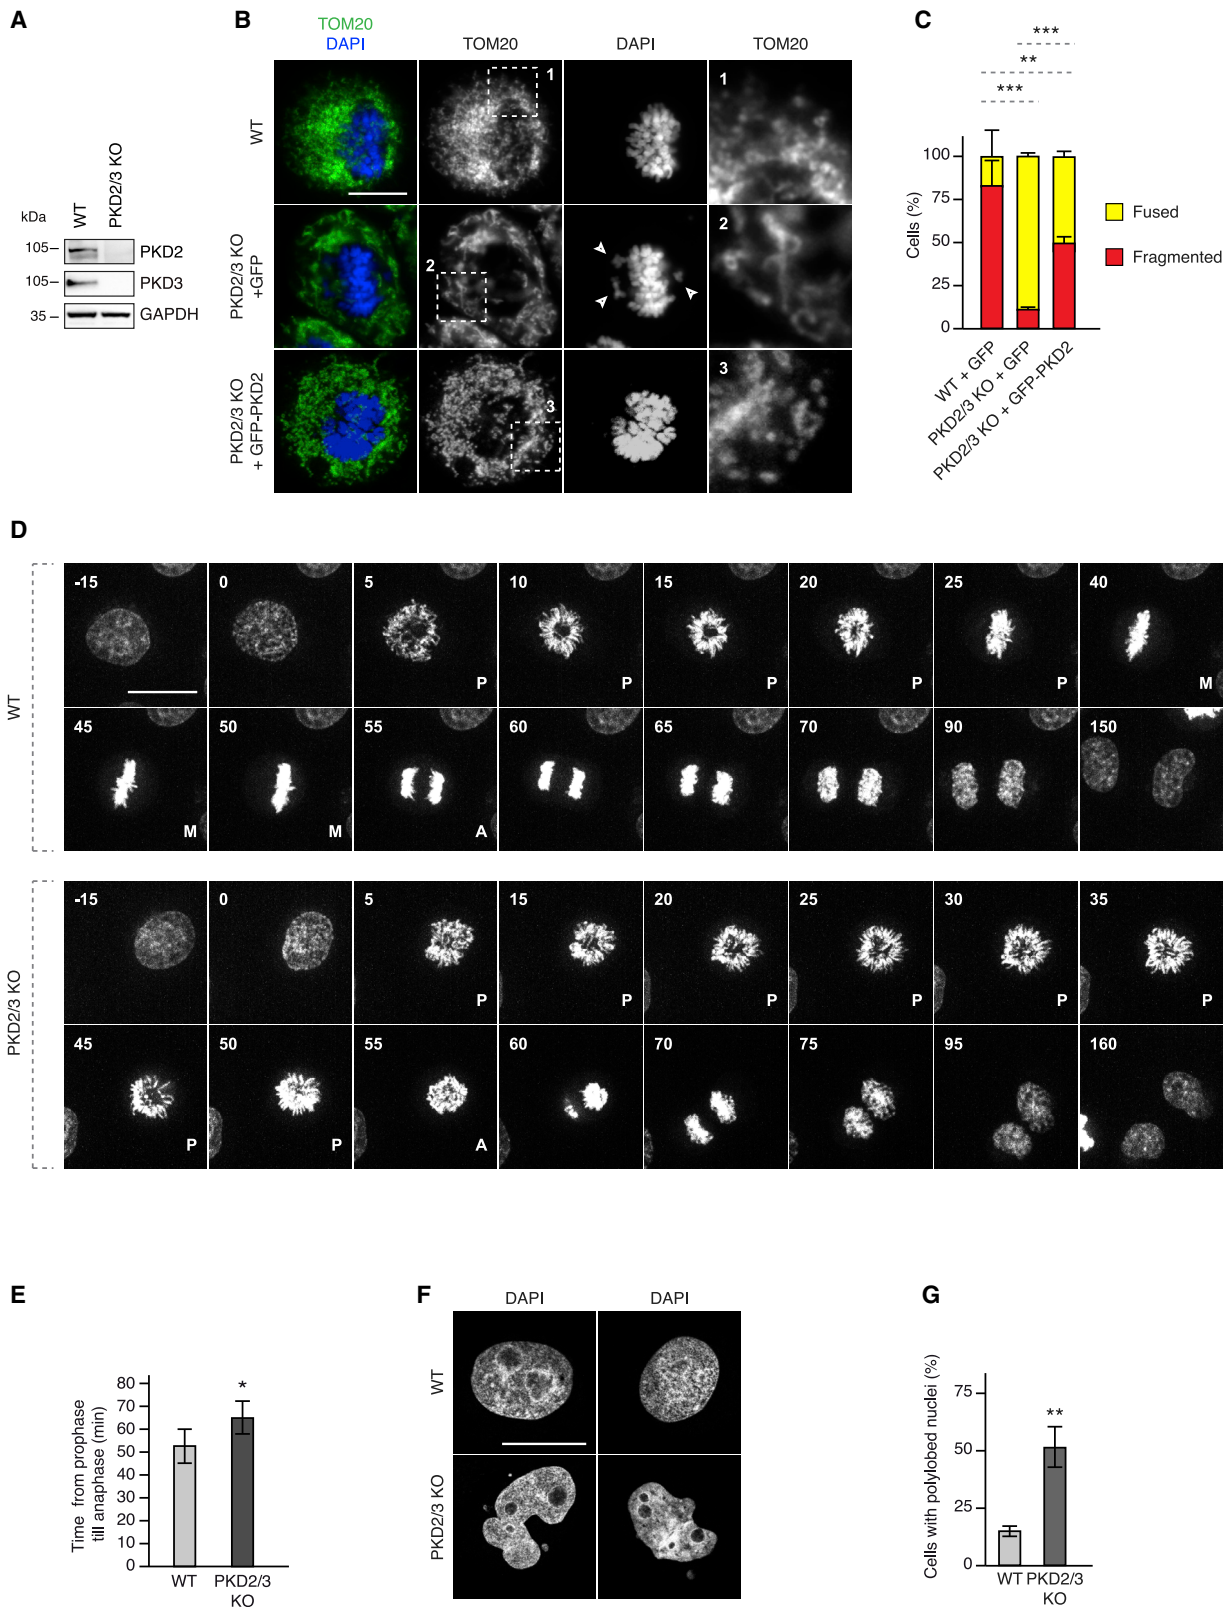 A
kDa
WT
PKD2/3 KO
105
PKD2
105
PKD3
35
GAPDH
B
TOM20
DAPI
TOM20
DAPI
TOM20
WT
1
1
PKD2/3 KO
+GFP
2
2
PKD2/3 KO
+ GFP-PKD2
3
3
C
***
**
***
Cells (%)
100
75
50
25
0
Fused
Fragmented
WT + GFP
PKD2/3 KO + GFP
PKD2/3 KO + GFP-PKD2
D
WT
-15
0
5
P
10
P
15
P
20
P
25
P
40
M
45
M
50
M
55
A
60
65
70
90
150
PKD2/3 KO
-15
0
5
P
15
P
20
P
25
P
30
P
35
P
45
P
50
P
55
A
60
70
75
95
160
E
Time from prophase
till anaphase (min)
80
70
60
50
40
30
20
10
0
*
WT
PKD2/3
KO
F
DAPI
DAPI
WT
PKD2/3 KO
G
Cells with polylobed nuclei (%)
75
50
25
0
**
WT
PKD2/3
KO